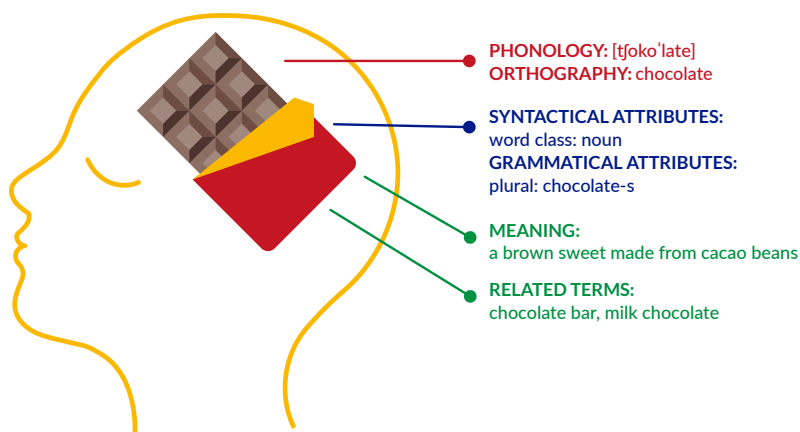 PHONOLOGY: [tʃokoˈlate]
ORTHOGRAPHY: chocolate
SYNTACTICAL ATTRIBUTES:
word class: noun
GRAMMATICAL ATTRIBUTES:
plural: chocolate-s
MEANING:
a brown sweet made from cacao beans
RELATED TERMS:
chocolate bar, milk chocolate